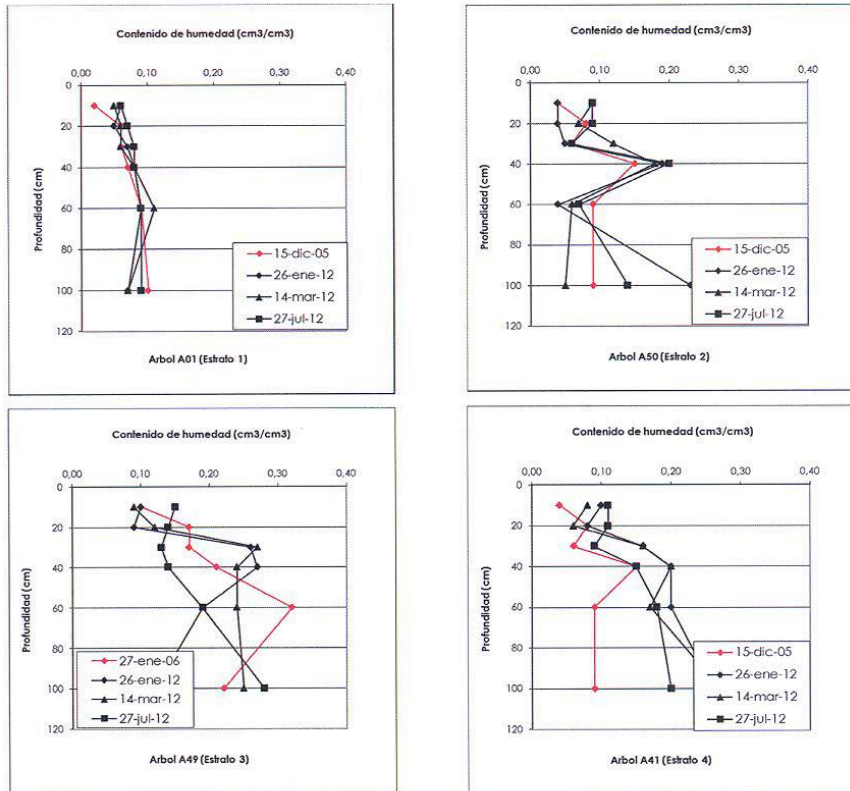 Contenido de humedad (cm3/cm3)
0,00 0,10 0,20 0,30 0,40
0
20
40
60
80
100
120
Profundidad (cm)
15-dic-05
26-ene-12
14-mar-12
27-jul-12
Arbol A01 (Estrato 1)
Contenido de humedad (cm3/cm3)
0,00 0,10 0,20 0,30 0,40
0
20
40
60
80
100
120
Profundidad (cm)
15-dic-05
26-ene-12
14-mar-12
27-jul-12
Arbol A50 (Estrato 2)
Contenido de humedad (cm3/cm3)
0,00 0,10 0,20 0,30 0,40
0
20
40
60
80
100
120
Profundidad (cm)
27-ene-06
26-ene-12
14-mar-12
27-jul-12
Arbol A49 (Estrato 3)
Contenido de humedad (cm3/cm3)
0,00 0,10 0,20 0,30 0,40
0
20
40
60
80
100
120
Profundidad (cm)
15-dic-05
26-ene-12
14-mar-12
27-jul-12
Arbol A41 (Estrato 4)